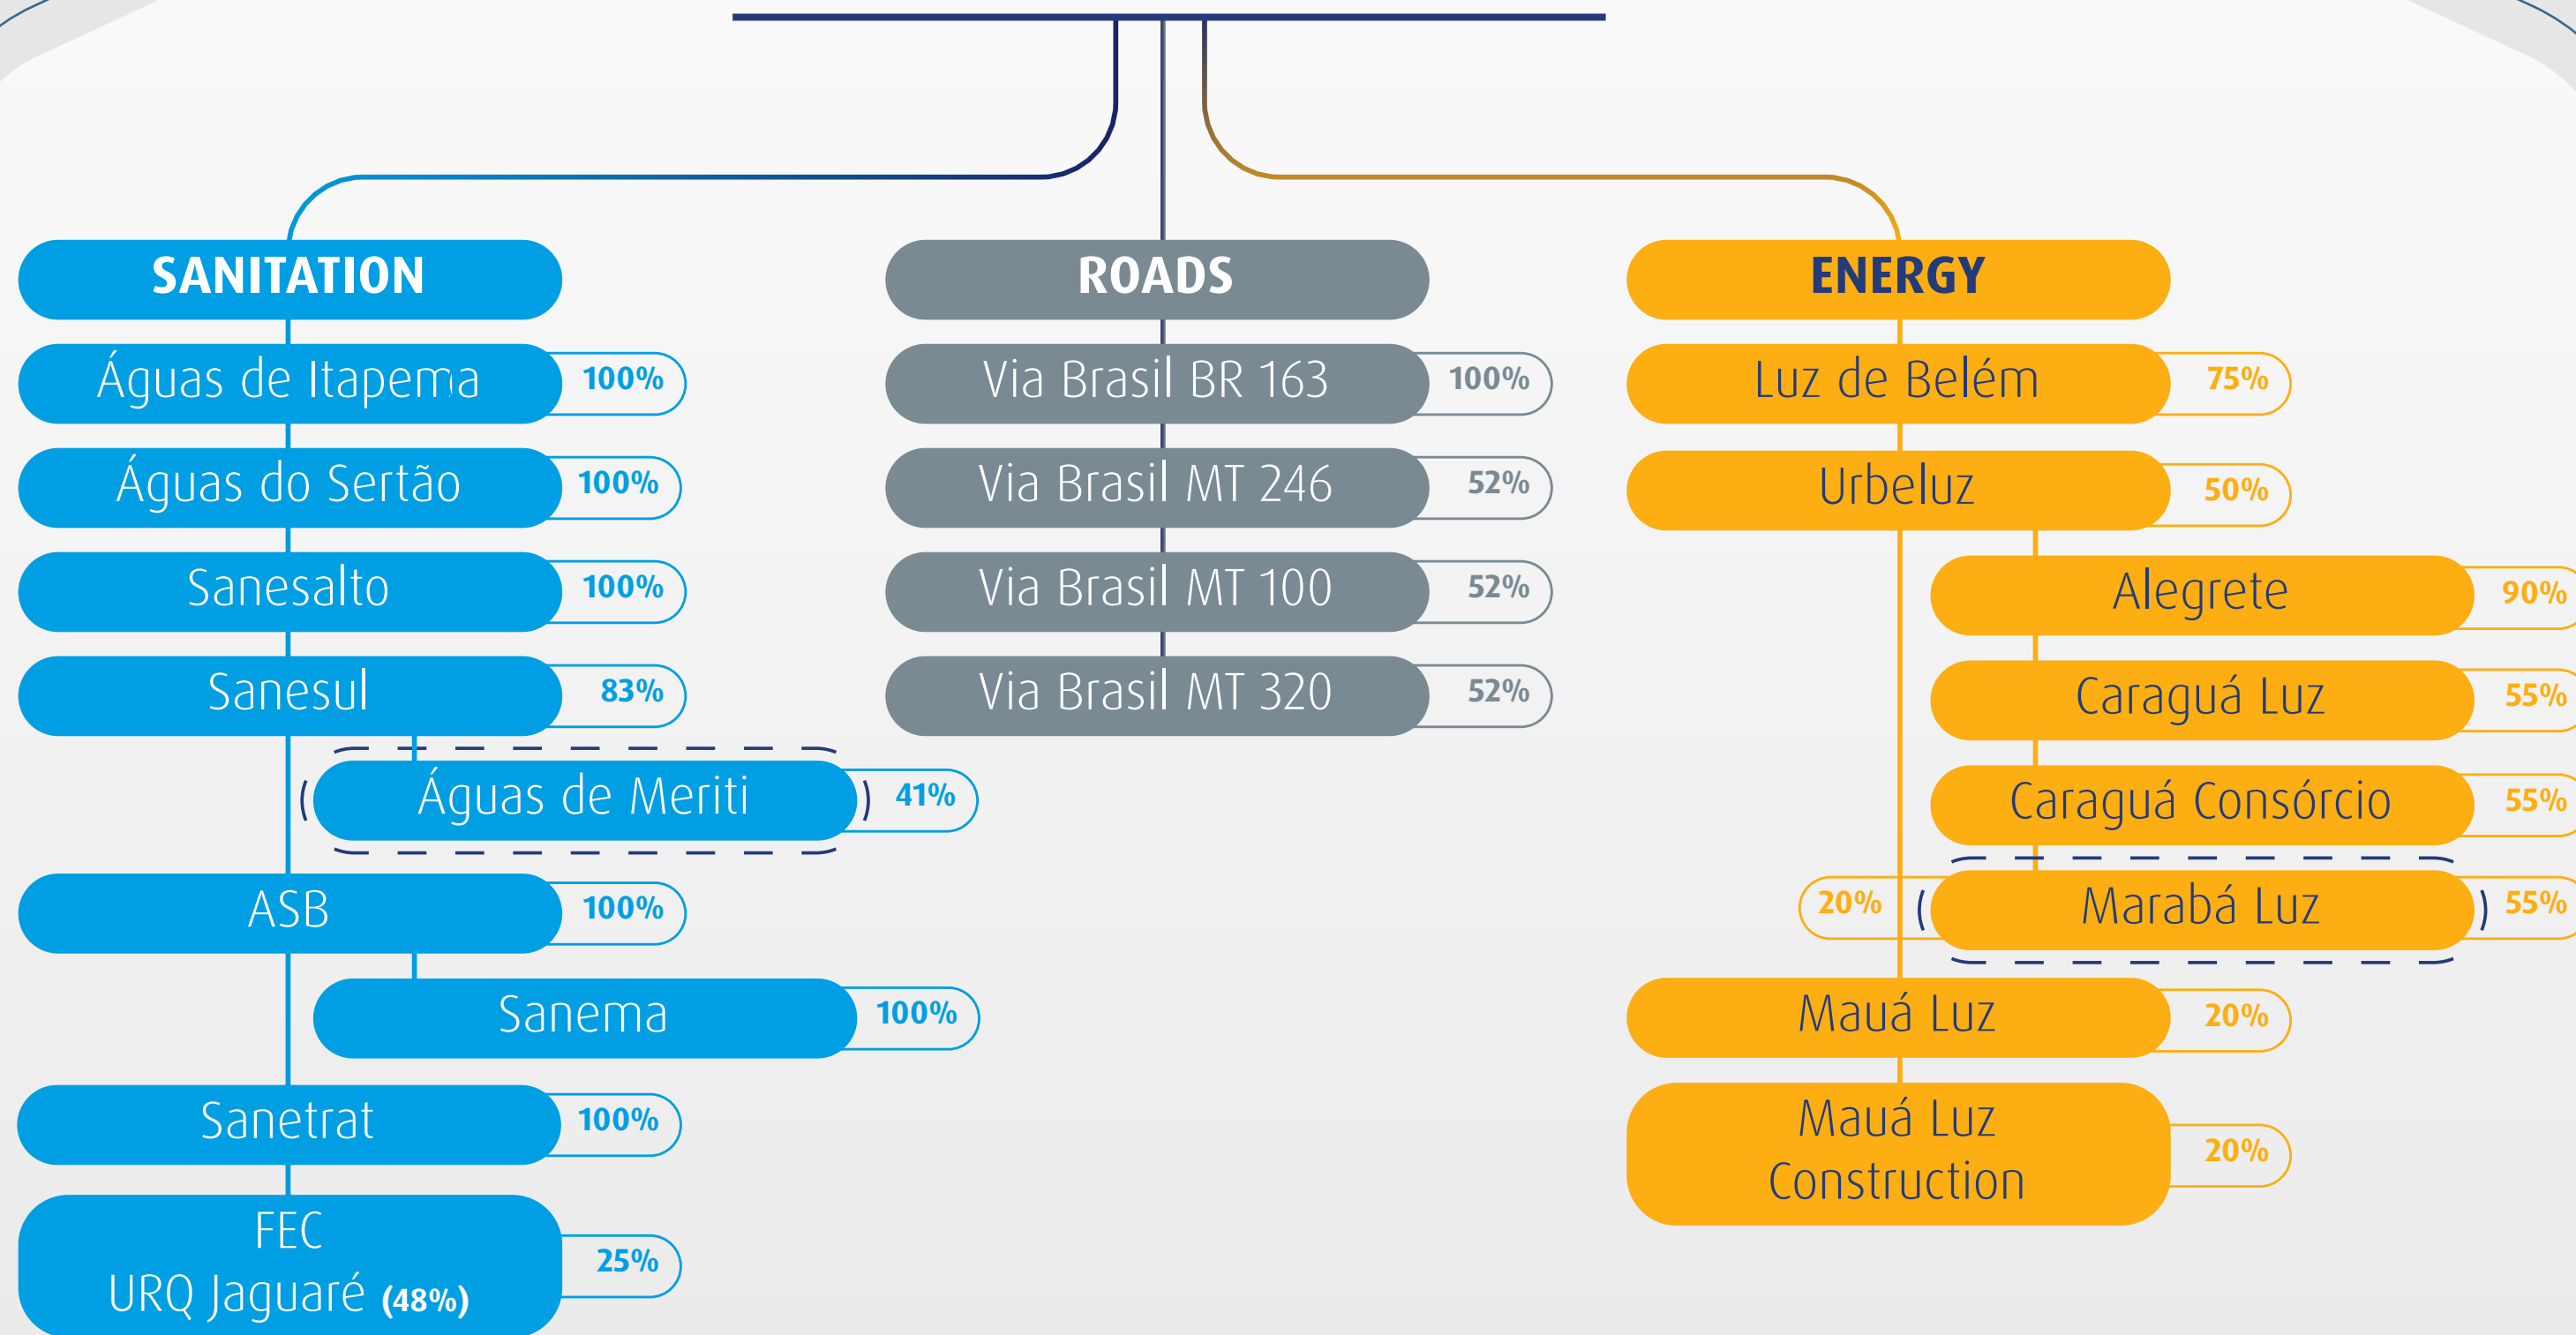 SANITATION
Águas de Itapema 100%
Águas do Sertão 100%
Sanesalto 100%
Sanesul 83%
Águas de Meriti 41%
ASB 100%
Sanema 100%
Sanetrat 100%
FEC
URQ Jaguaré (48%) 25%
ROADS
Via Brasil BR 163 100%
Via Brasil MT 246 52%
Via Brasil MT 100 52%
Via Brasil MT 320 52%
ENERGY
Luz de Belém 75%
Urbeluz 50%
Alegrete 90%
Caraguá Luz 55%
Caraguá Consórcio 55%
20% Marabá Luz 55%
Mauá Luz 20%
Mauá Luz
Construction 20%